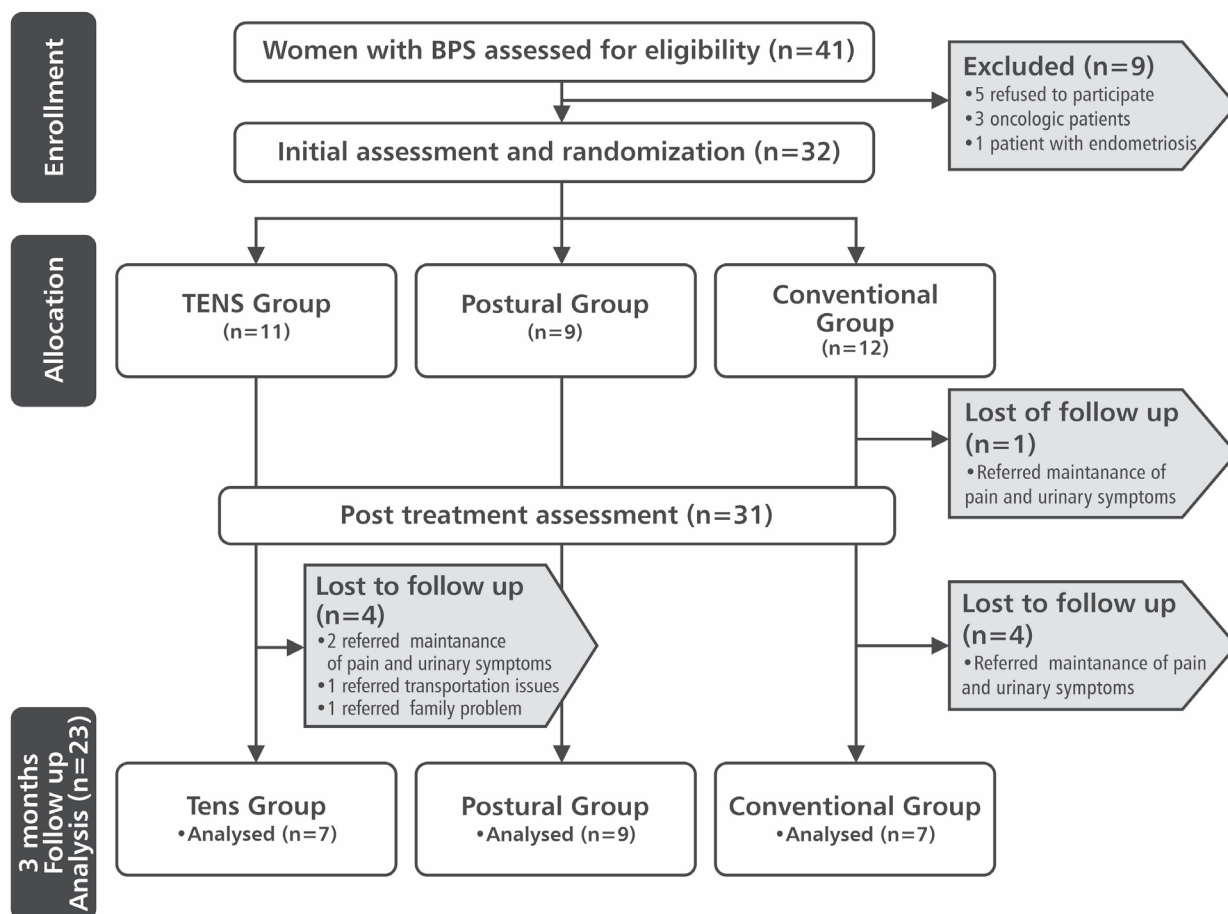 Enrollment
Women with BPS assessed for eligibility (n=41)
Excluded (n=9)
•5 refused to participate
•3 oncologic patients
•1 patient with endometriosis
Initial assessment and randomization (n=32)
Allocation
TENS Group
(n=11)
Postural Group
(n=9)
Conventional
Group
(n=12)
Lost of follow up
(n=1)
•Referred maintanance of
pain and urinary symptoms
Post treatment assessment (n=31)
Lost to follow up
(n=4)
•2 referred maintanance
of pain and urinary symptoms
•1 referred transportation issues
•1 referred family problem
Lost to follow up
(n=4)
•Referred maintanance of pain
and urinary symptoms
3 months
Follow up
Analysis (n=23)
Tens Group
•Analysed (n=7)
Postural Group
•Analysed (n=9)
Conventional Group
•Analysed (n=7)